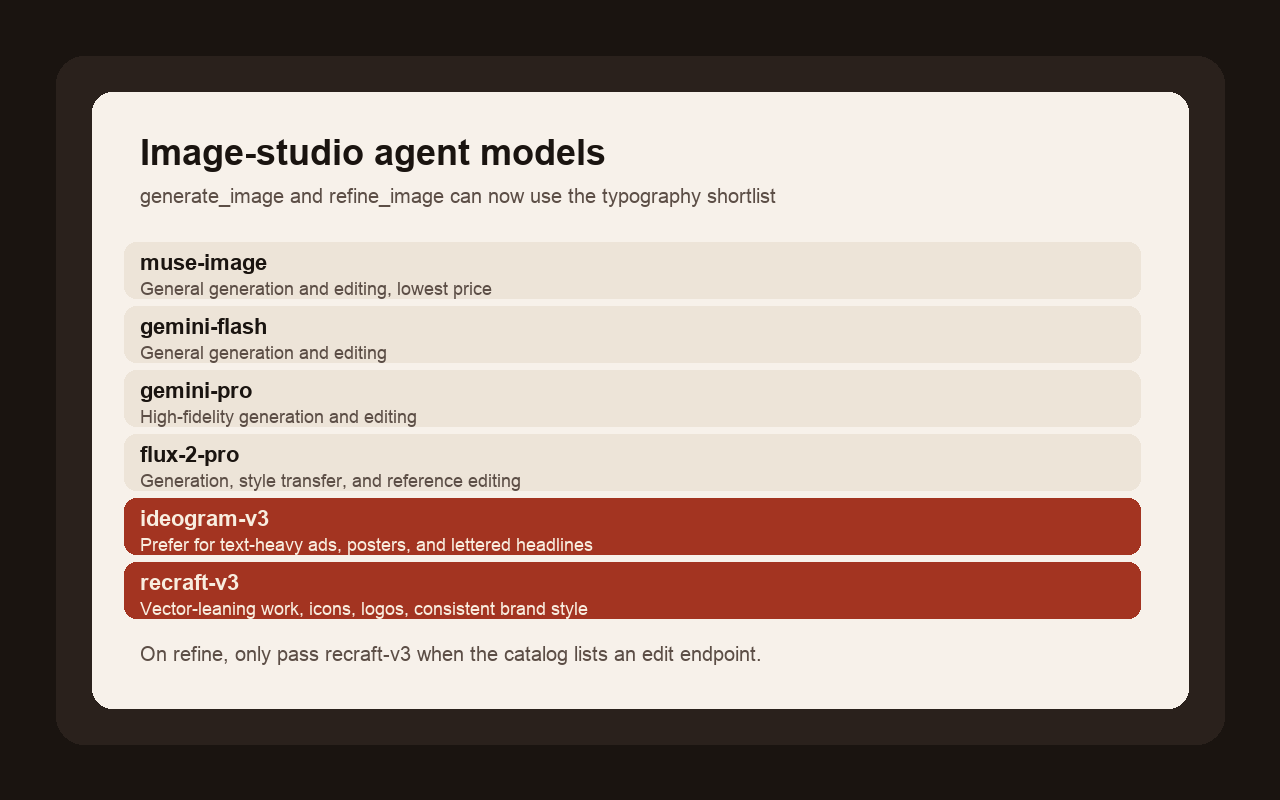 Image-studio agent models
generate_image and refine_image can now use the typography shortlist
muse-image
General generation and editing, lowest price
gemini-flash
General generation and editing
gemini-pro
High-fidelity generation and editing
flux-2-pro
Generation, style transfer, and reference editing
ideogram-v3
Prefer for text-heavy ads, posters, and lettered headlines
recraft-v3
Vector-leaning work, icons, logos, consistent brand style
On refine, only pass recraft-v3 when the catalog lists an edit endpoint.